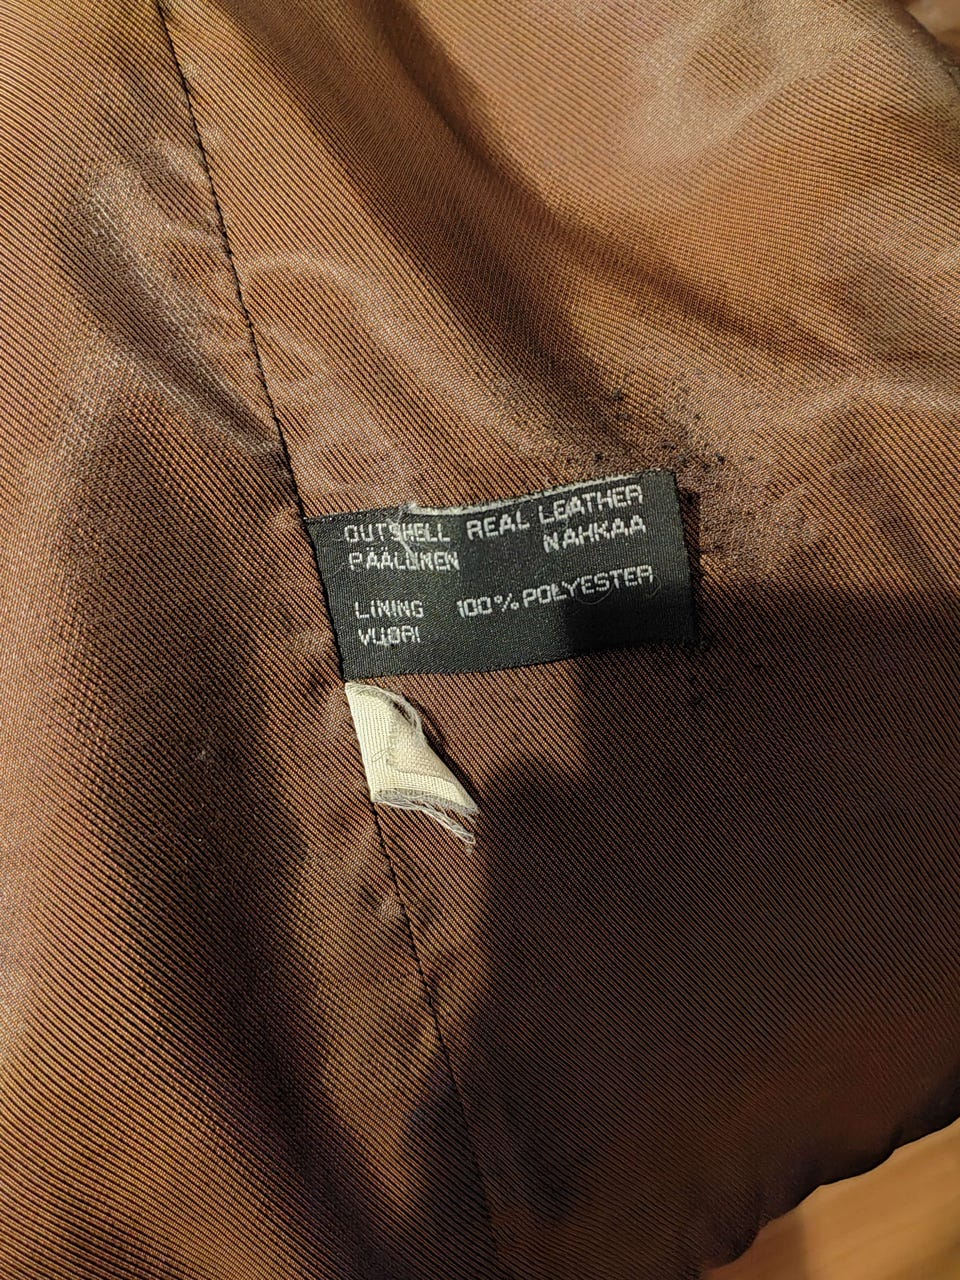 OUTSHELL REAL LEATHER
PÄÄLLINEN NAHKAA
LINING 100% POLYESTER
VUORI